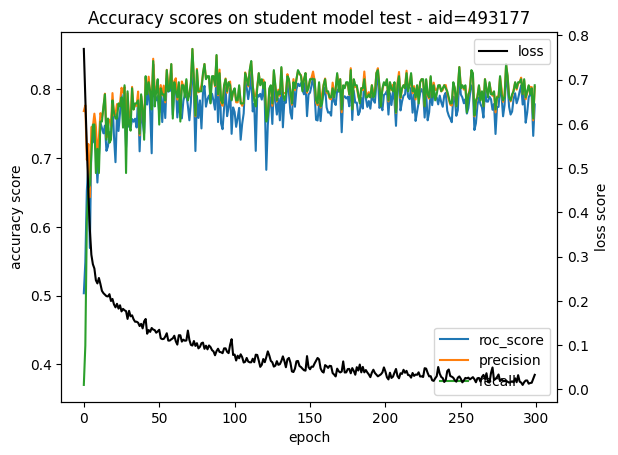 Accuracy scores on student model test - aid=493177
loss
roc_score
precision
recall
accuracy score
0.8
0.7
0.6
0.5
0.4
loss score
0.8
0.7
0.6
0.5
0.4
0.3
0.2
0.1
0.0
0
50
100
150
200
250
300
epoch